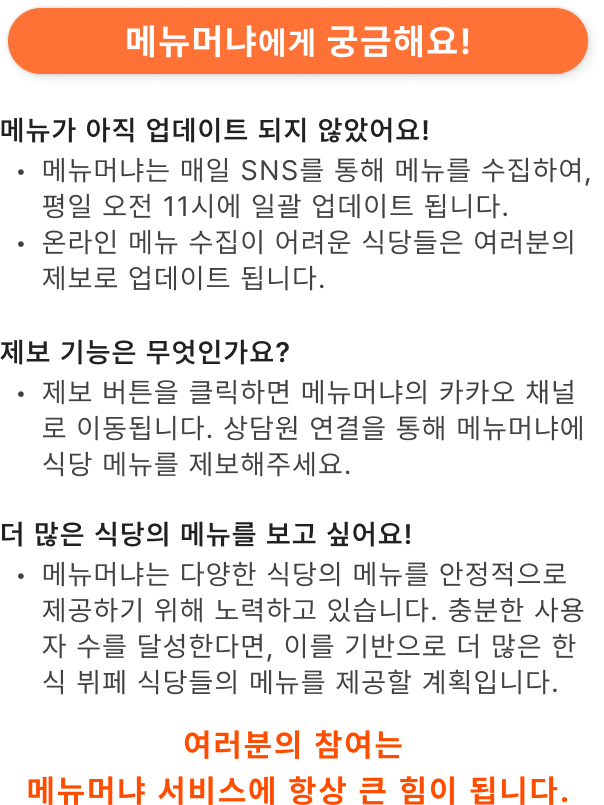 메뉴머냐에게 궁금해요!
메뉴가 아직 업데이트 되지 않았어요!
• 메뉴머냐는 매일 SNS를 통해 메뉴를 수집하여,
평일 오전 11시에 일괄 업데이트 됩니다.
• 온라인 메뉴 수집이 어려운 식당들은 여러분의
제보로 업데이트 됩니다.
제보 기능은 무엇인가요?
• 제보 버튼을 클릭하면 메뉴머냐의 카카오 채널
로 이동됩니다. 상담원 연결을 통해 메뉴머냐에
식당 메뉴를 제보해주세요.
더 많은 식당의 메뉴를 보고 싶어요!
• 메뉴머냐는 다양한 식당의 메뉴를 안정적으로
제공하기 위해 노력하고 있습니다. 충분한 사용
자 수를 달성한다면, 이를 기반으로 더 많은 한
식 뷔페 식당들의 메뉴를 제공할 계획입니다.
여러분의 참여는
메뉴머냐 서비스에 항상 큰 힘이 됩니다.